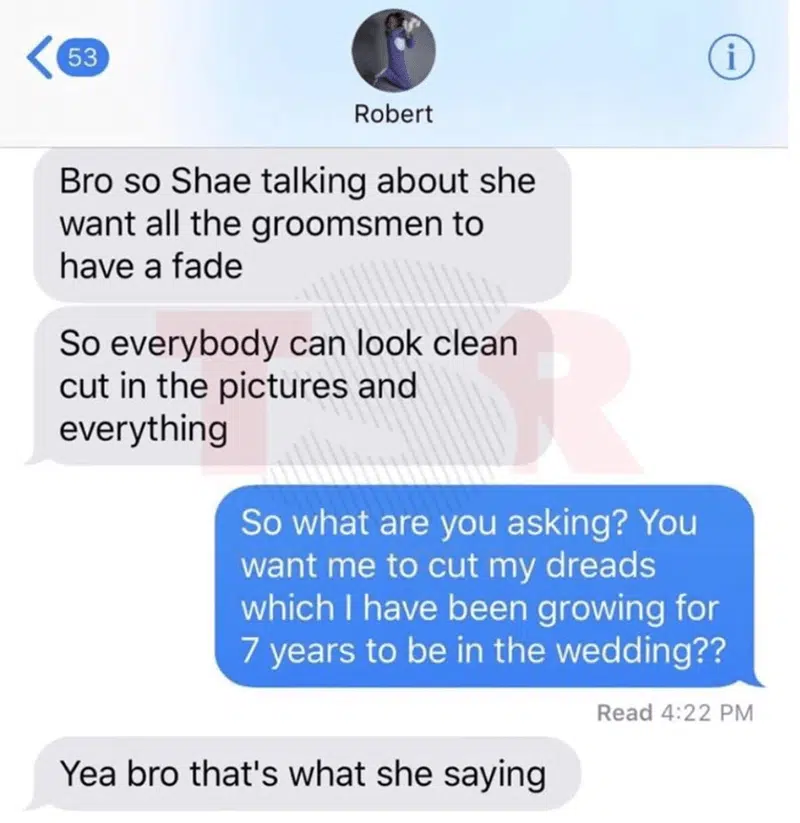 53
Robert
Bro so Shae talking about she
want all the groomsmen to
have a fade
So everybody can look clean
cut in the pictures and
everything
TSR
So what are you asking? You
want me to cut my dreads
which I have been growing for
7 years to be in the wedding??
Read 4:22 PM
Yea bro that's what she saying